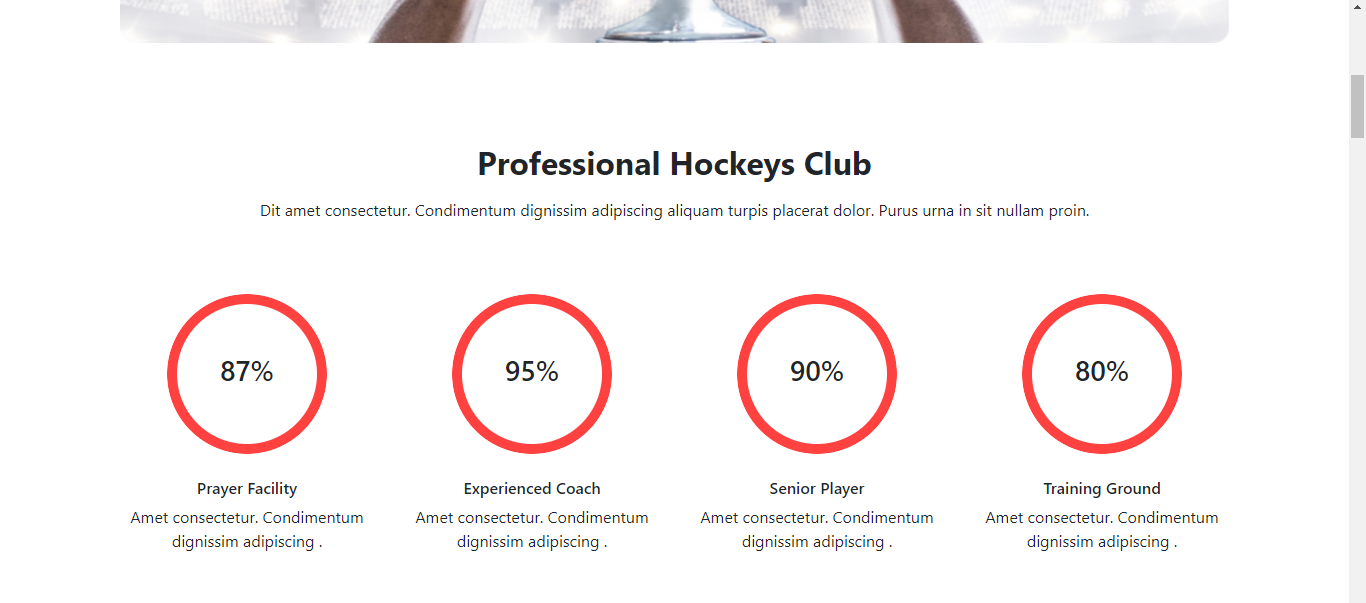 Professional Hockeys Club
Dit amet consectetur. Condimentum dignissim adipiscing aliquam turpis placerat dolor. Purus urna in sit nullam proin.
87%
95%
90%
80%
Prayer Facility
Experienced Coach
Senior Player
Training Ground
Amet consectetur. Condimentum
dignissim adipiscing .
Amet consectetur. Condimentum
dignissim adipiscing .
Amet consectetur. Condimentum
dignissim adipiscing .
Amet consectetur. Condimentum
dignissim adipiscing .